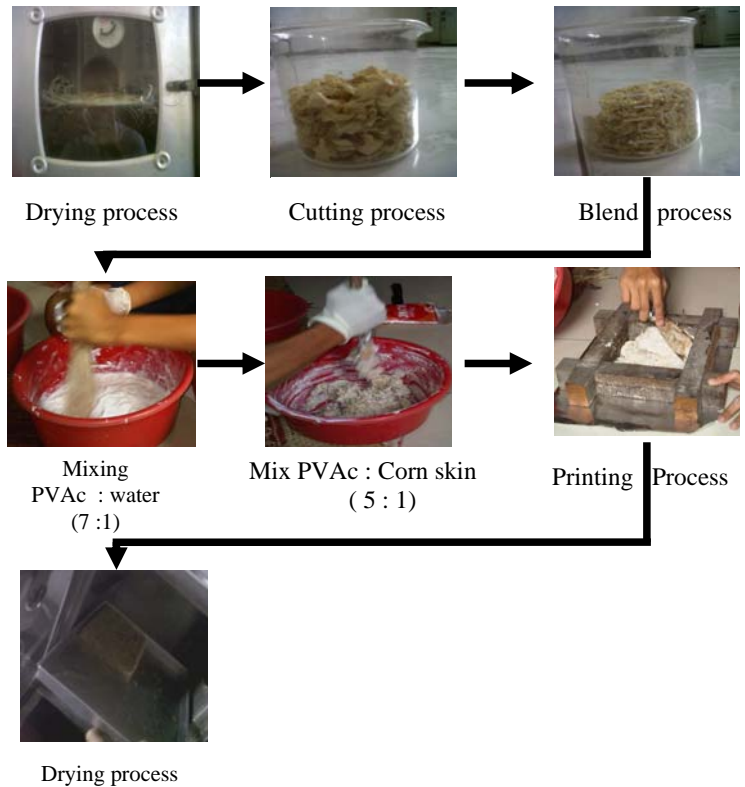 Drying process
Cutting process
Blend process
Mixing
PVAc : water
(7 :1)
Mix PVAc : Corn skin
( 5 : 1)
Printing Process
Drying process